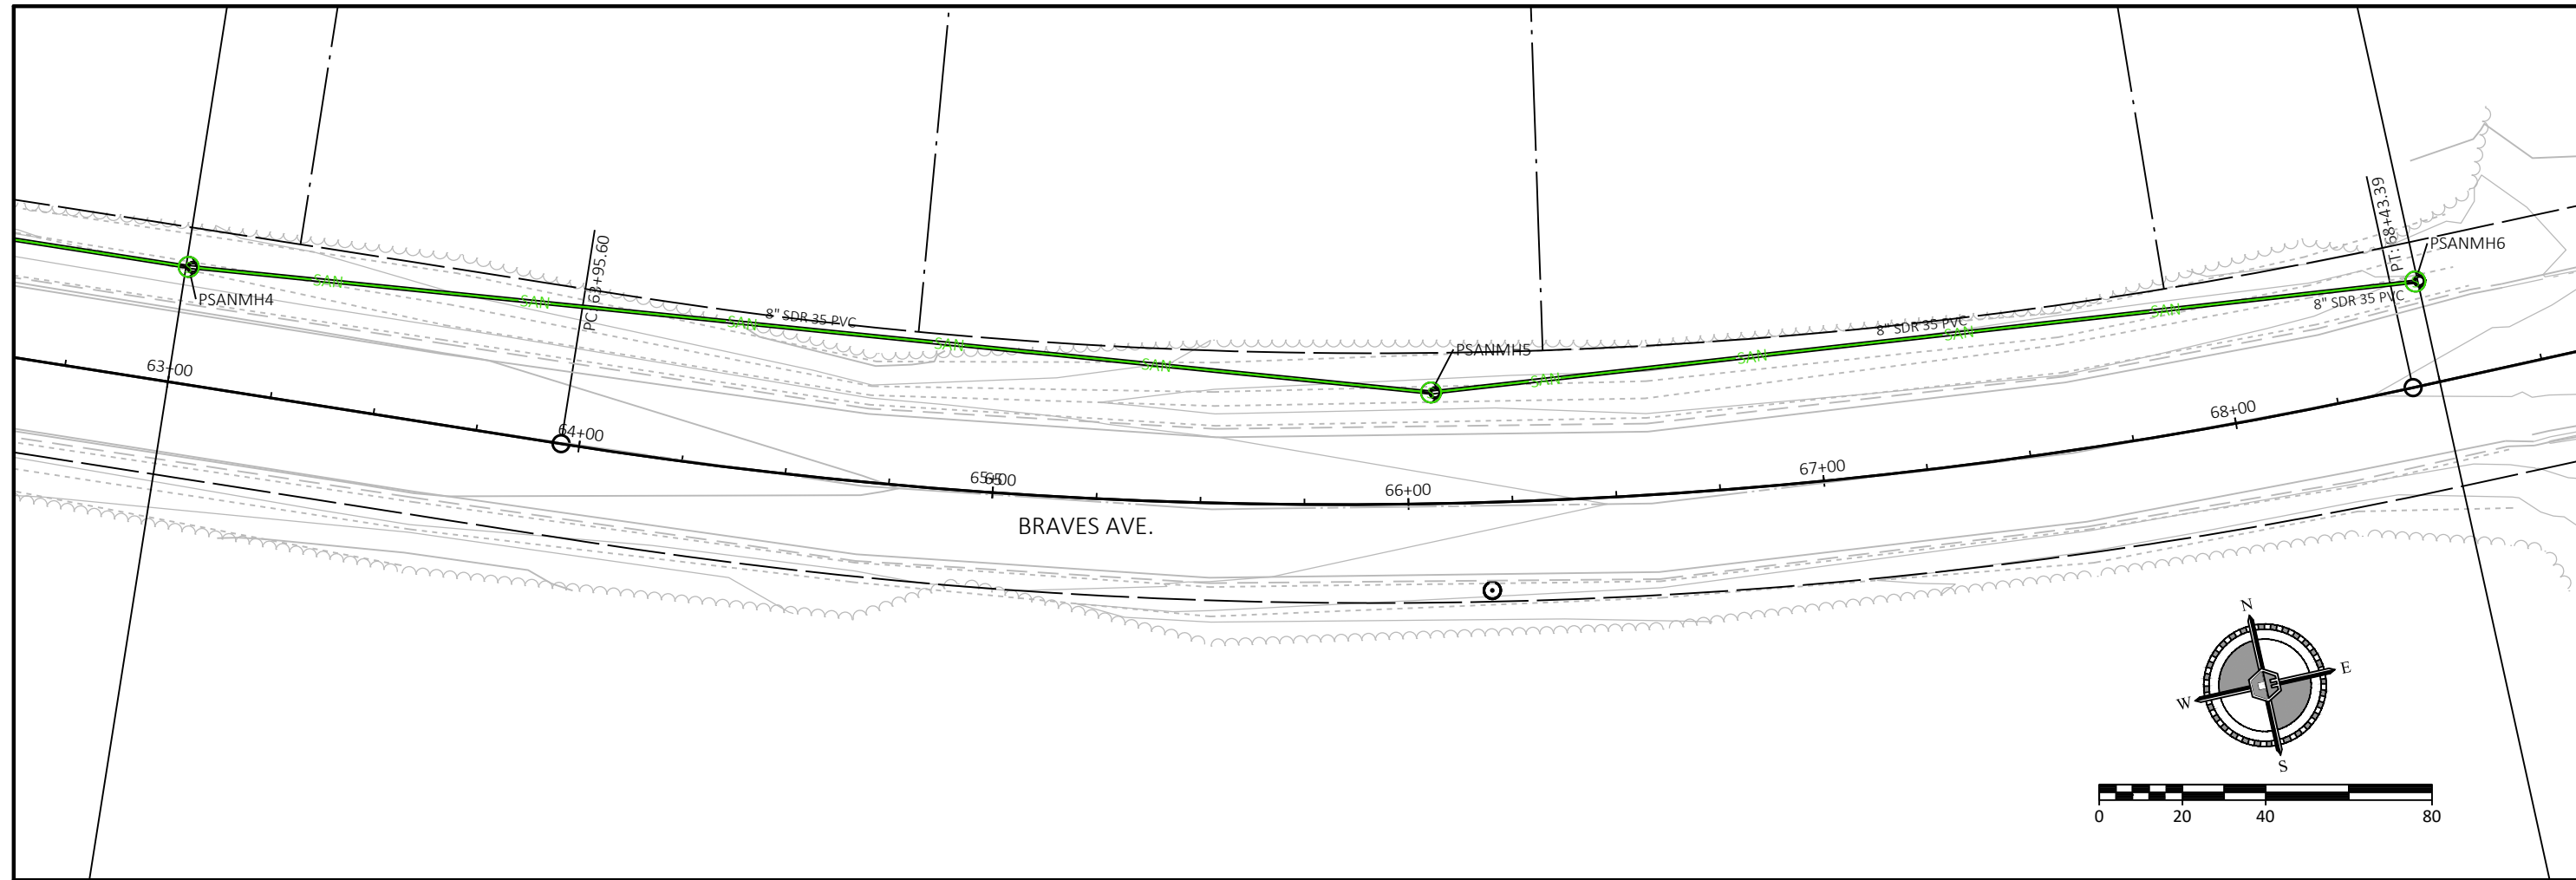 PT: 68+43.39
PSANMH6
PC: 63+95.60
PSANMH4
SAN
SAN
SAN
SAN
SAN
SAN
SAN
SAN
SAN
8" SDR 35 PVC
8" SDR 35 PVC
8" SDR 35 PVC
PSANMH5
63+00
64+00
65+00
66+00
67+00
68+00
BRAVES AVE.
N
E
W
S
0 20 40 80